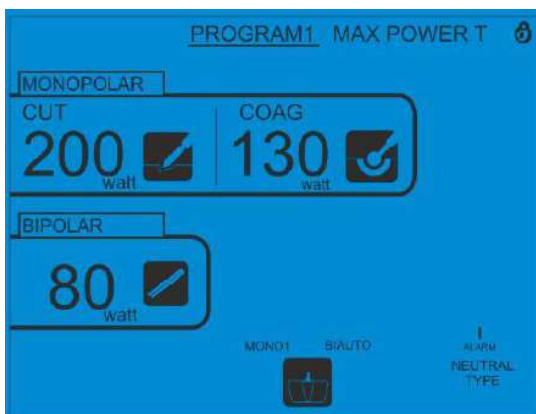 PROGRAM1 MAX POWER T
MONOPOLAR
CUT COAG
200 watt 130 watt
BIPOLAR
80 watt
MONO1 BIAUTO
ALARM
NEUTRAL
TYPE